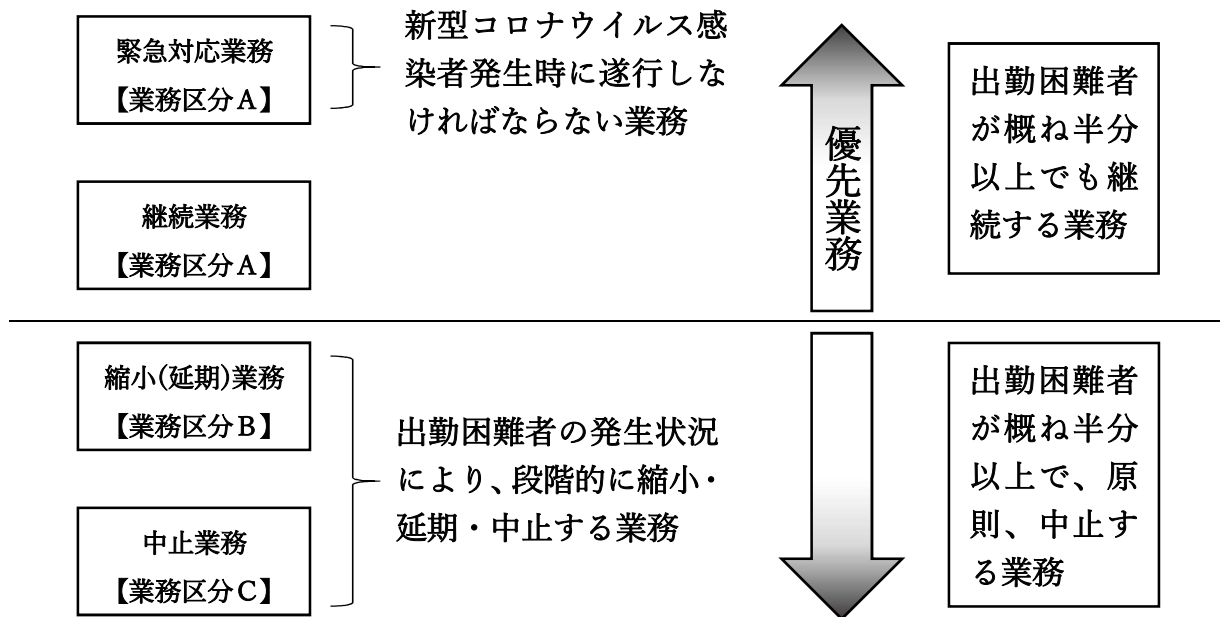 緊急対応業務
【業務区分Ａ】
新型コロナウイルス感
染者発生時に遂行しな
ければならない業務
継続業務
【業務区分Ａ】
優先業務
出勤困難者
が概ね半分
以上でも継
続する業務
縮小(延期)業務
【業務区分Ｂ】
中止業務
【業務区分Ｃ】
出勤困難者の発生状況
により、段階的に縮小・
延期・中止する業務
出勤困難者
が概ね半分
以上で、原
則、中止す
る業務